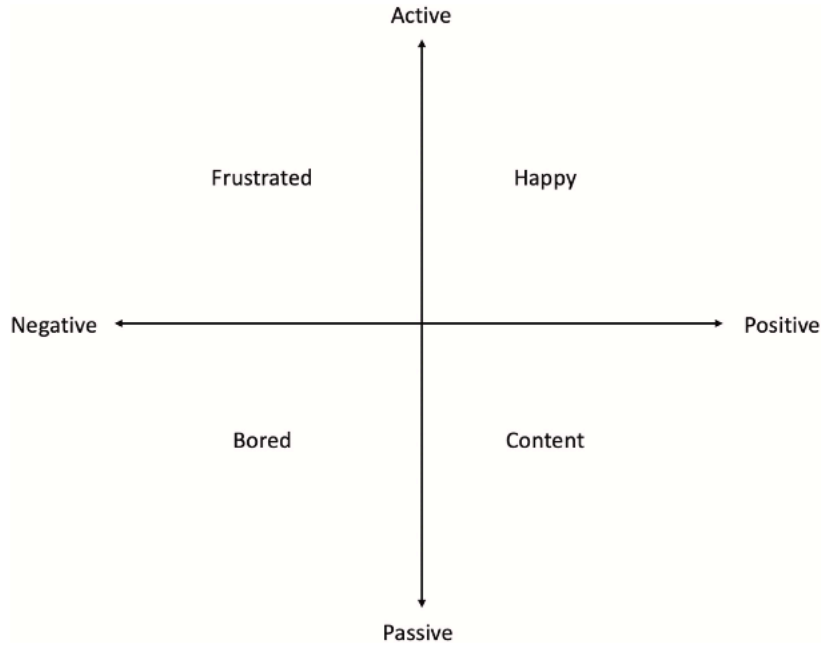 Active
Frustrated
Happy
Negative
Positive
Bored
Content
Passive